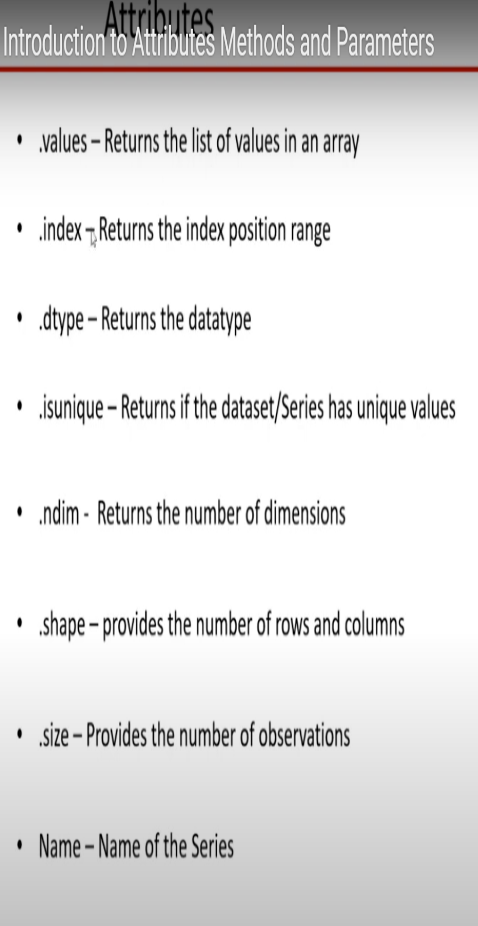 Attributes
Introduction to Attributes Methods and Parameters
• .values – Returns the list of values in an array
• .index – Returns the index position range
• .dtype – Returns the datatype
• .isunique – Returns if the dataset/Series has unique values
• .ndim - Returns the number of dimensions
• .shape – provides the number of rows and columns
• .size – Provides the number of observations
• Name – Name of the Series